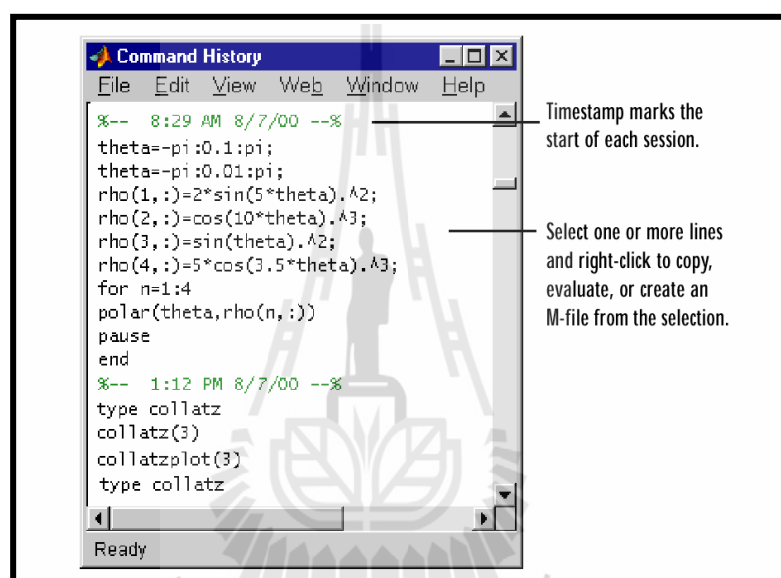 Command History
File Edit View Web Window Help
%-- 8:29 AM 8/7/00 --%
theta=-pi:0.1:pi;
theta=-pi:0.01:pi;
rho(1,:)=2*sin(5*theta).^2;
rho(2,:)=cos(10*theta).^3;
rho(3,:)=sin(theta).^2;
rho(4,:)=5*cos(3.5*theta).^3;
for n=1:4
polar(theta,rho(n,:))
pause
end
%-- 1:12 PM 8/7/00 --%
type collatz
collatz(3)
collatzplot(3)
type collatz
Ready
Timestamp marks the
start of each session.
Select one or more lines
and right-click to copy,
evaluate, or create an
M-file from the selection.